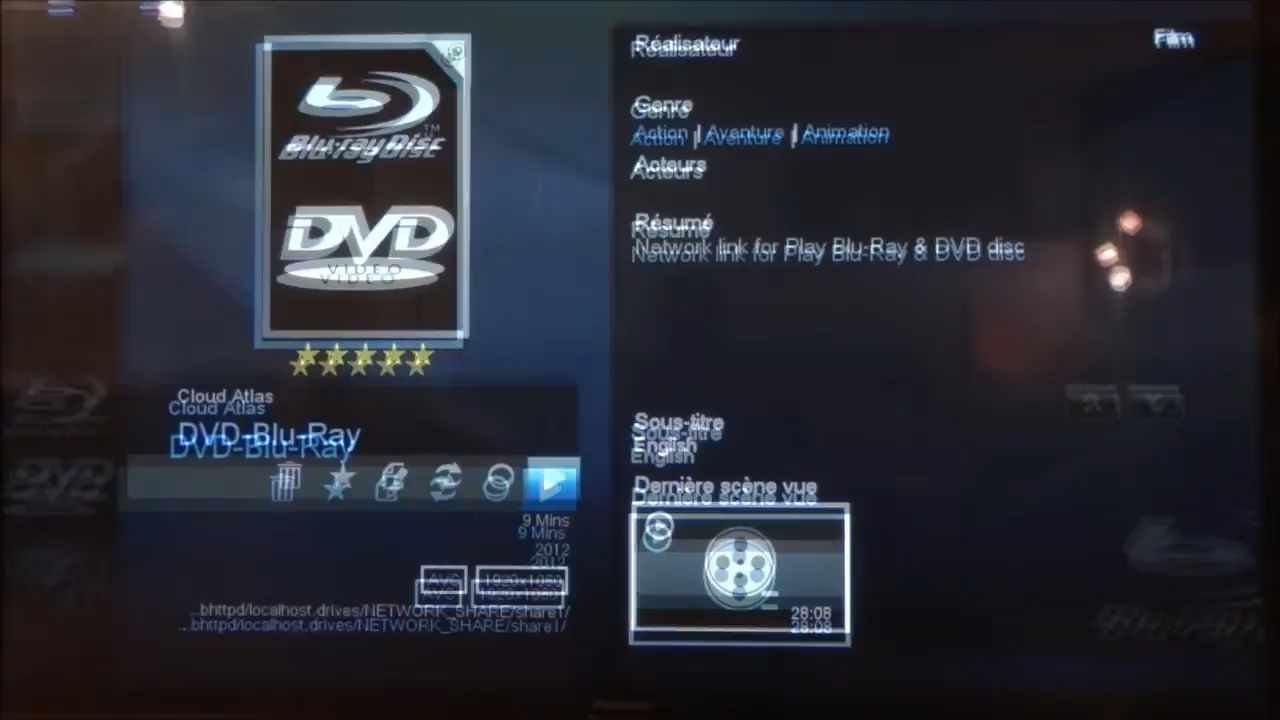 Blu-ray Disc
TM
DVD
VIDEO
Cloud Atlas
DVD-Blu-Ray
9 Mins
2012
AVC 1920x1080
...bhttpd/localhost.drives/NETWORK_SHARE/share1/
Film
Réalisateur
Genre
Action | Aventure | Animation
Acteurs
Résumé
Network link for Play Blu-Ray & DVD disc
Sous-titre
English
Dernière scène vue
28:08